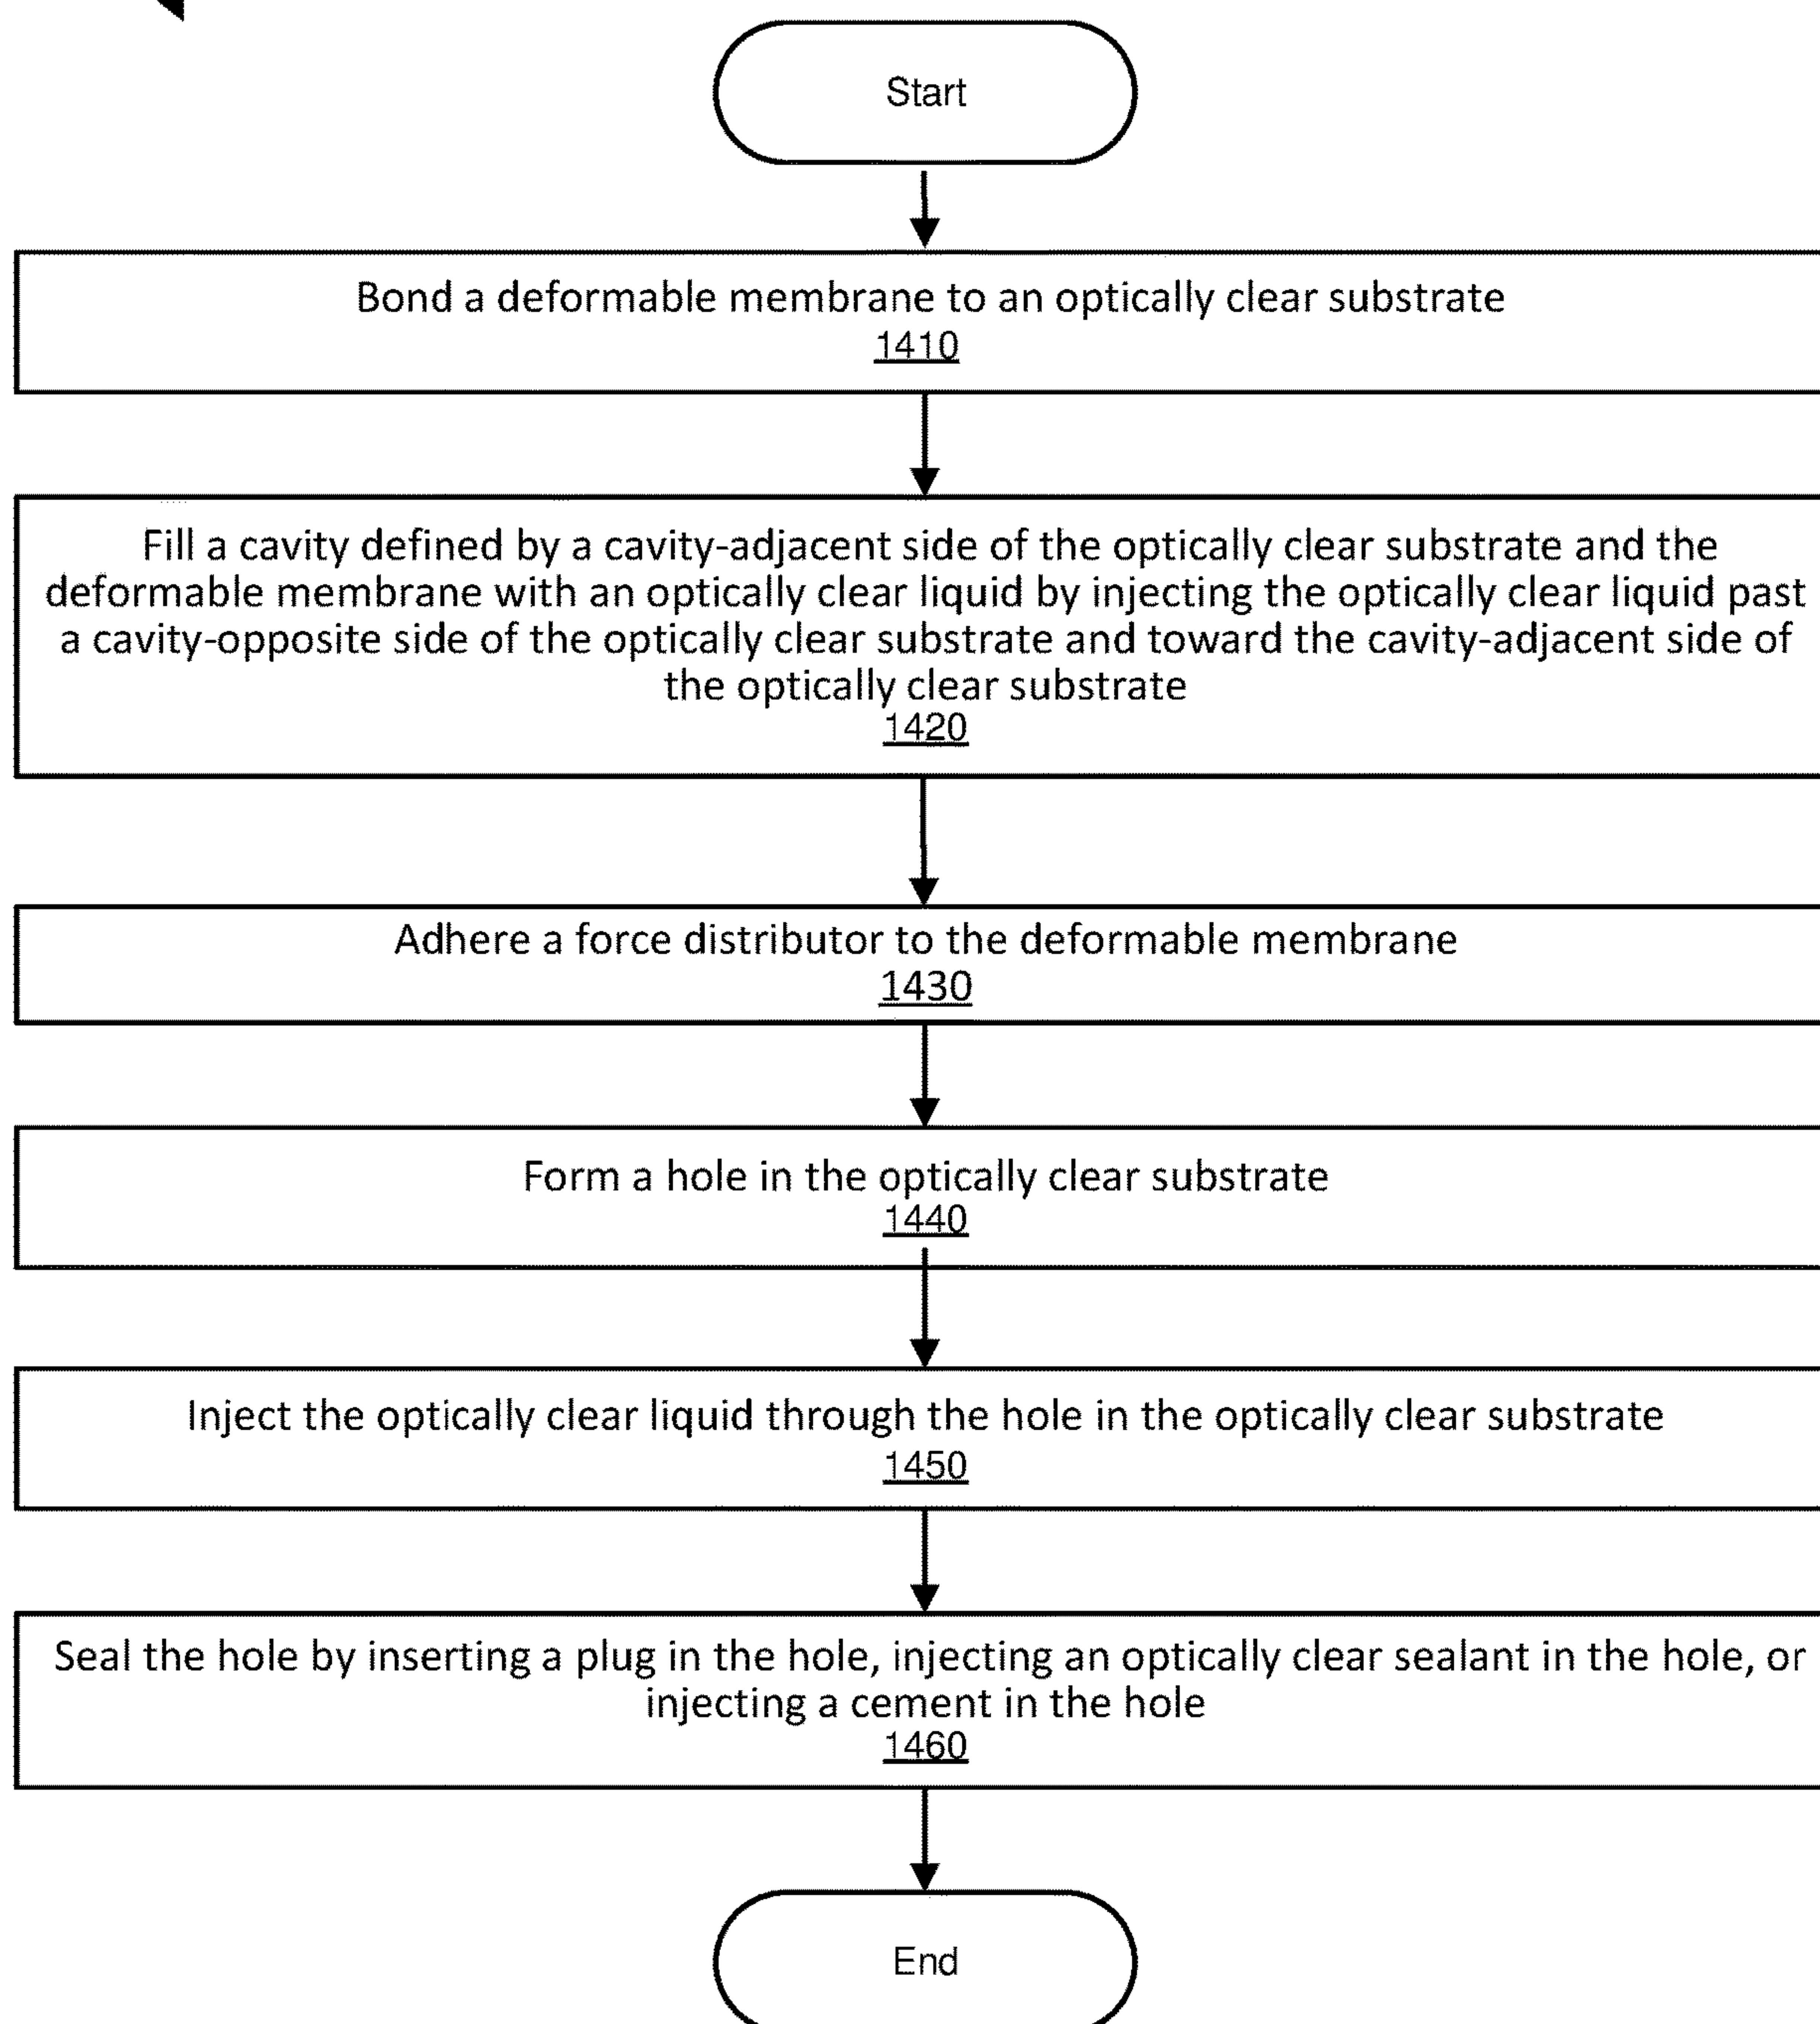 Start
Bond a deformable membrane to an optically clear substrate
1410
Fill a cavity defined by a cavity-adjacent side of the optically clear substrate and the
deformable membrane with an optically clear liquid by injecting the optically clear liquid past
a cavity-opposite side of the optically clear substrate and toward the cavity-adjacent side of
the optically clear substrate
1420
Adhere a force distributor to the deformable membrane
1430
Form a hole in the optically clear substrate
1440
Inject the optically clear liquid through the hole in the optically clear substrate
1450
Seal the hole by inserting a plug in the hole, injecting an optically clear sealant in the hole, or
injecting a cement in the hole
1460
End